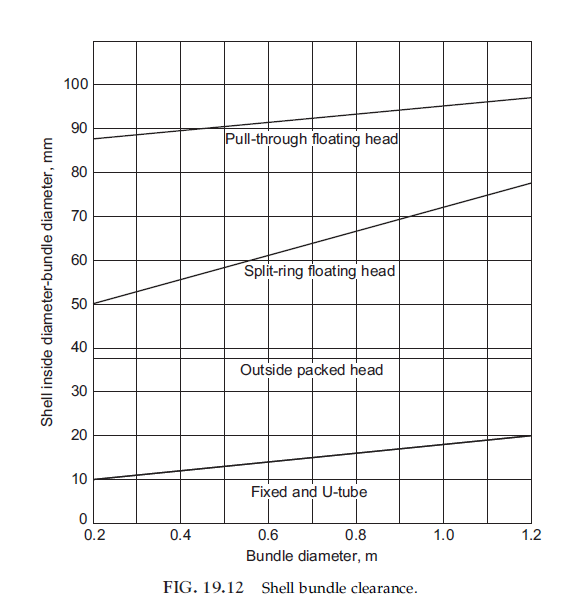 100
90
80
70
60
50
40
30
20
10
0
Shell inside diameter-bundle diameter, mm
Pull-through floating head
Split-ring floating head
Outside packed head
Fixed and U-tube
0.2 0.4 0.6 0.8 1.0 1.2
Bundle diameter, m
FIG. 19.12 Shell bundle clearance.